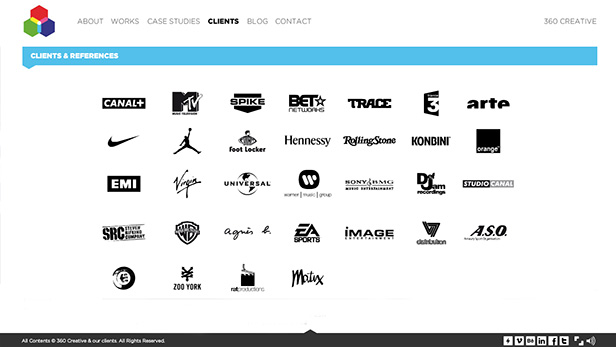 ABOUT WORKS CASE STUDIES CLIENTS BLOG CONTACT 360 CREATIVE
CLIENTS & REFERENCES
CANAL+ MTV MUSIC TELEVISION SPIKE BET NETWORKS TRACE 3 arte
Foot Locker Hennessy RollingStone KONBINI orange
EMI Virgin UNIVERSAL warner music group SONY BMG MUSIC ENTERTAINMENT Def Jam recordings STUDIO CANAL
SRC STEVEN RIFKIND COMPANY WB agnès b. EA SPORTS iMAGE ENTERTAINMENT distribution A.S.O.
ZOO YORK ratproductions
All Contents © 360 Creative & our clients. All Rights Reserved.